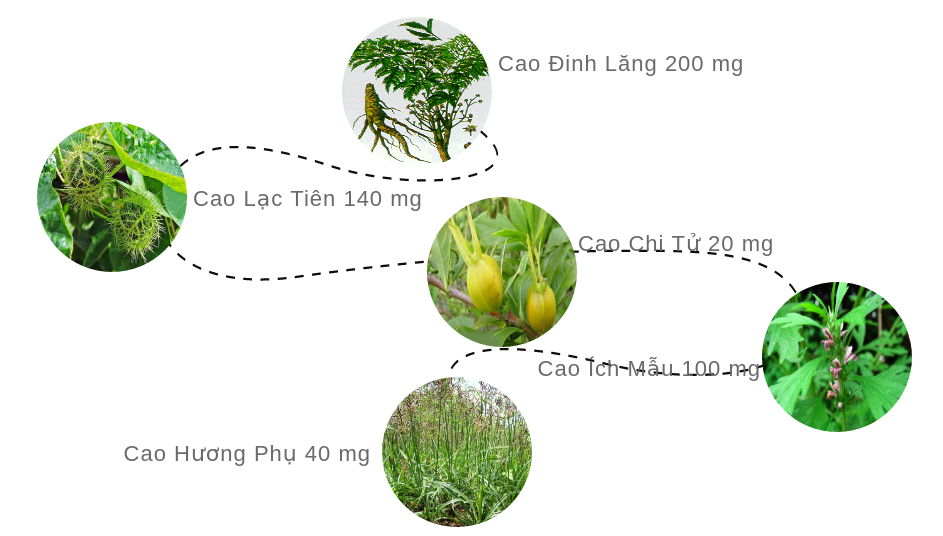 Cao Đinh Lăng 200 mg
Cao Lạc Tiên 140 mg
Cao Chi Tử 20 mg
Cao Ích Mẫu 100 mg
Cao Hương Phụ 40 mg